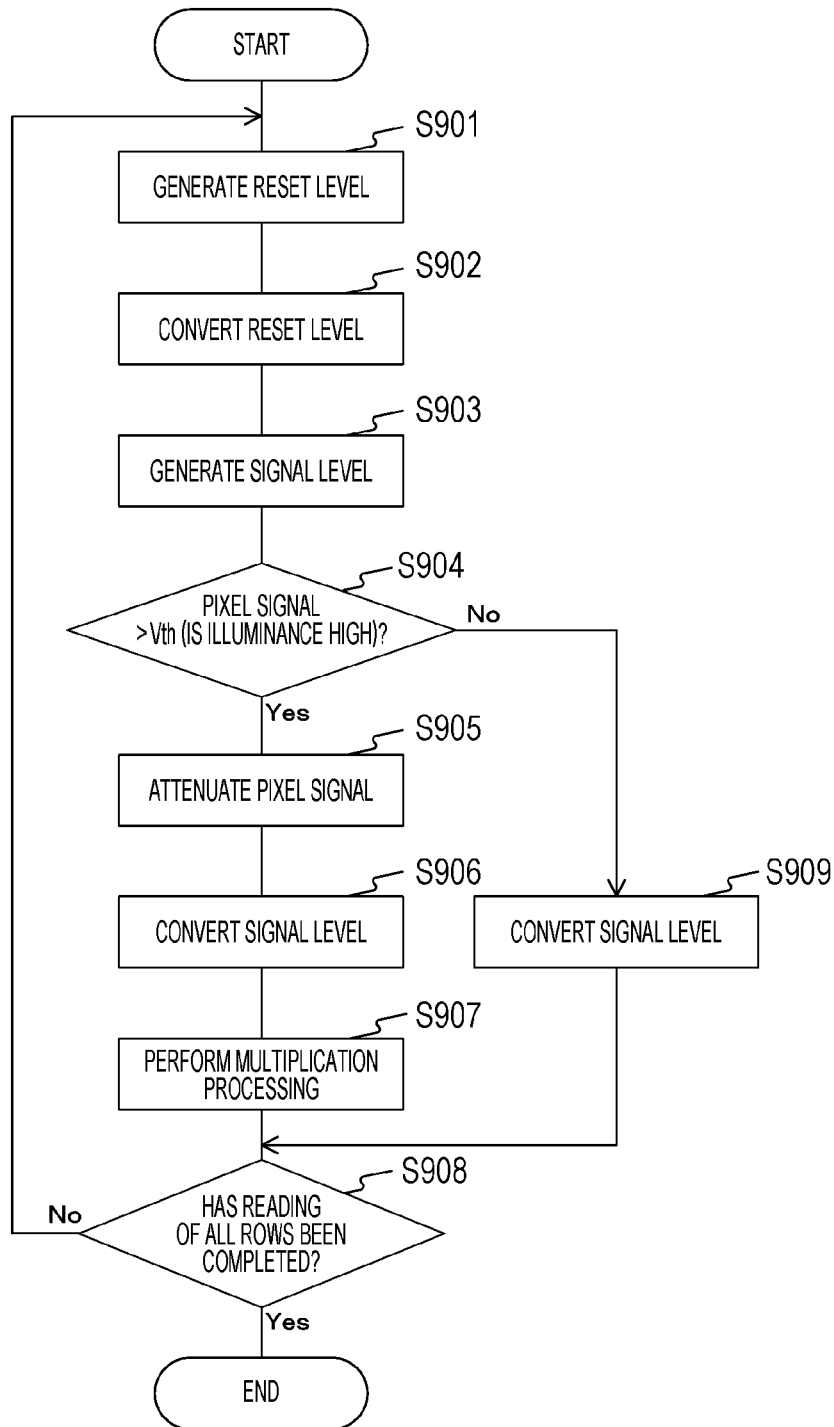 START
S901
GENERATE RESET LEVEL
S902
CONVERT RESET LEVEL
S903
GENERATE SIGNAL LEVEL
S904
PIXEL SIGNAL
>Vth (IS ILLUMINANCE HIGH)?
No
Yes
S905
ATTENUATE PIXEL SIGNAL
S906
CONVERT SIGNAL LEVEL
S909
CONVERT SIGNAL LEVEL
S907
PERFORM MULTIPLICATION
PROCESSING
S908
HAS READING
OF ALL ROWS BEEN
COMPLETED?
No
Yes
END